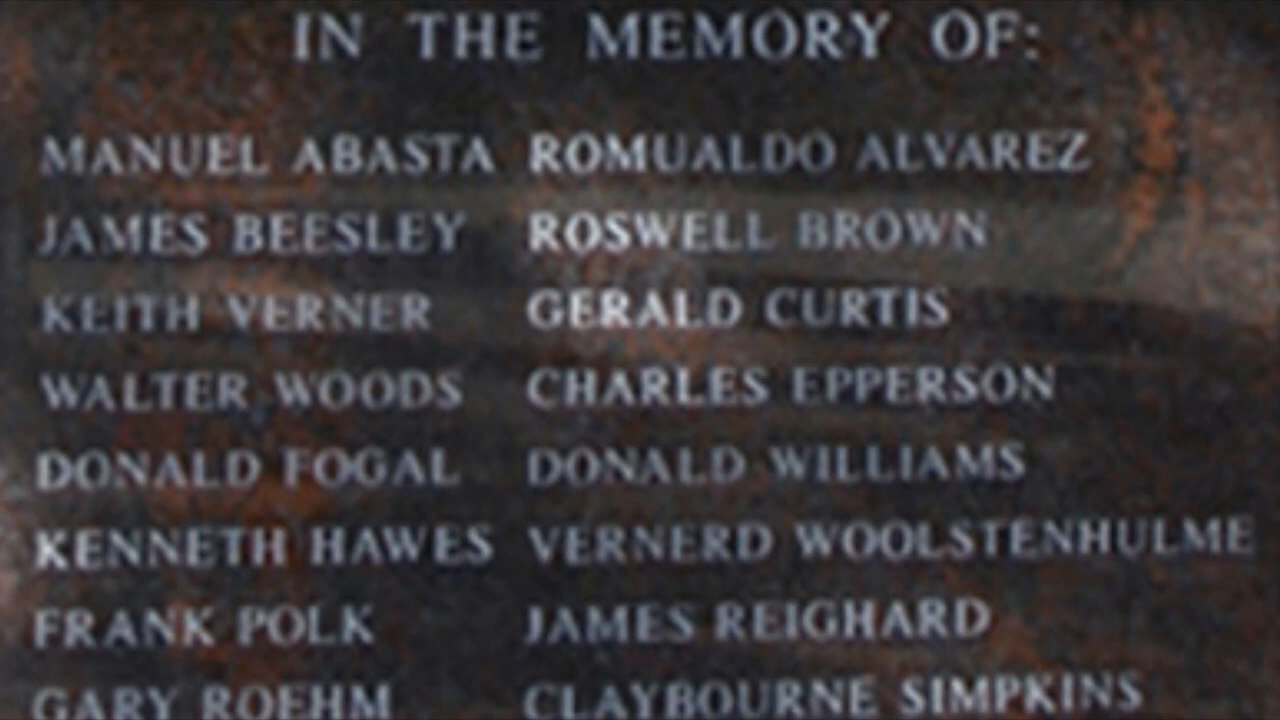 IN THE MEMORY OF:
MANUEL ABASTA ROMUALDO ALVAREZ
JAMES BEESLEY ROSWELL BROWN
KEITH VERNER GERALD CURTIS
WALTER WOODS CHARLES EPPERSON
DONALD FOGAL DONALD WILLIAMS
KENNETH HAWES VERNERD WOOLSTENHULME
FRANK POLK JAMES REIGHARD
GARY ROEHM CLAYBOURNE SIMPKINS